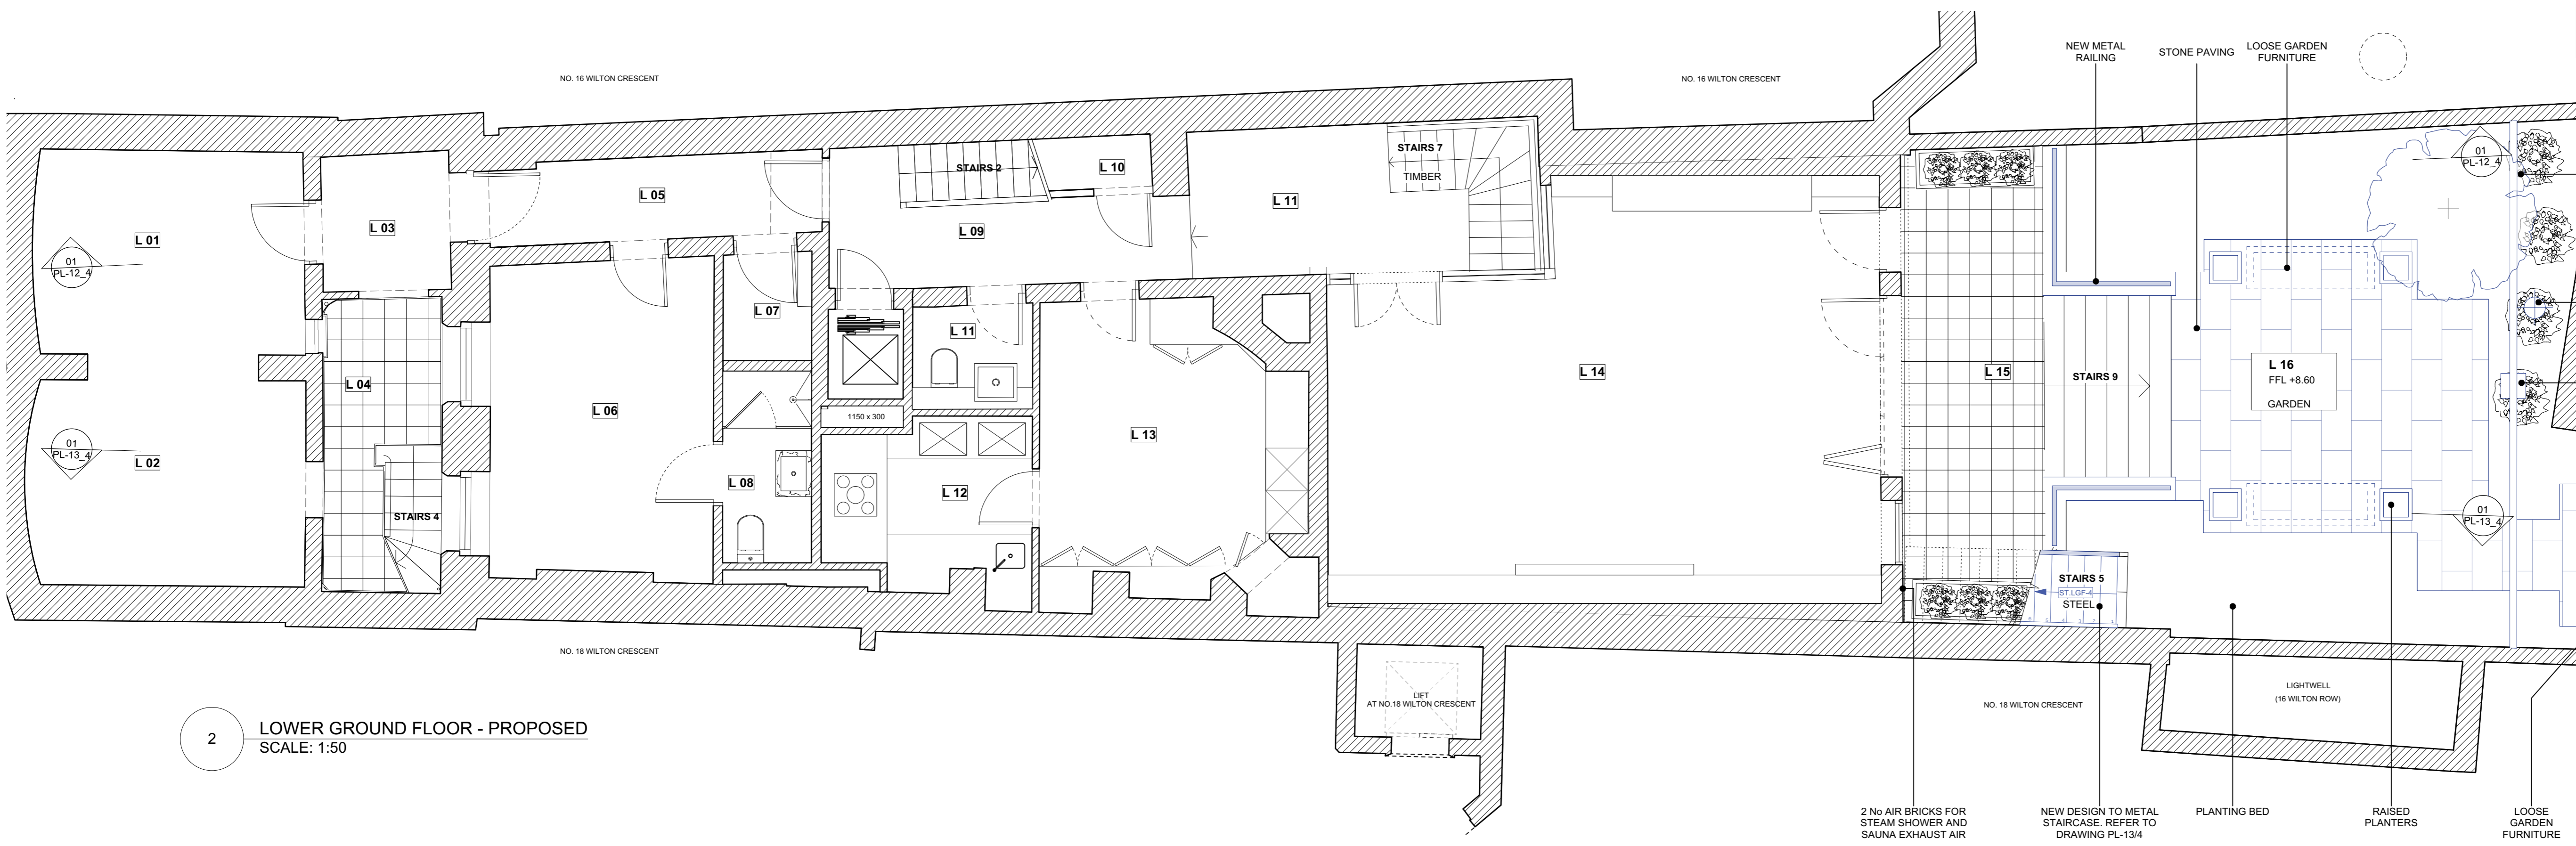 NO. 16 WILTON CRESCENT
NO. 16 WILTON CRESCENT
NEW METAL
RAILING
STONE PAVING
LOOSE GARDEN
FURNITURE
01
PL-12_4
STAIRS 7
TIMBER
STAIRS 2
L 10
L 05
L 11
L 03
L 09
L 01
01
PL-12_4
L 07
L 11
L 04
L 06
1150 x 300
L 14
L 15
STAIRS 9
L 16
FFL +8.60
GARDEN
L 13
01
PL-13_4
L 02
L 08
L 12
STAIRS 4
01
PL-13_4
STAIRS 5
ST.LGF-4
STEEL
NO. 18 WILTON CRESCENT
LIFT
AT NO.18 WILTON CRESCENT
NO. 18 WILTON CRESCENT
LIGHTWELL
(16 WILTON ROW)
2
LOWER GROUND FLOOR - PROPOSED
SCALE: 1:50
2 No AIR BRICKS FOR
STEAM SHOWER AND
SAUNA EXHAUST AIR
NEW DESIGN TO METAL
STAIRCASE. REFER TO
DRAWING PL-13/4
PLANTING BED
RAISED
PLANTERS
LOOSE
GARDEN
FURNITURE